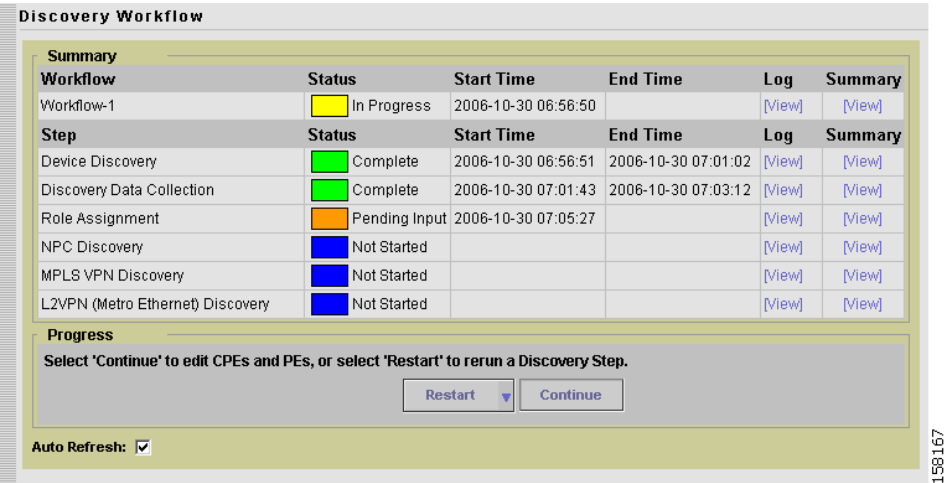 Discovery Workflow
Summary
Workflow Status Start Time End Time Log Summary
Workflow-1 In Progress 2006-10-30 06:56:50 [View] [View]
Step Status Start Time End Time Log Summary
Device Discovery Complete 2006-10-30 06:56:51 2006-10-30 07:01:02 [View] [View]
Discovery Data Collection Complete 2006-10-30 07:01:43 2006-10-30 07:03:12 [View] [View]
Role Assignment Pending Input 2006-10-30 07:05:27 [View] [View]
NPC Discovery Not Started [View] [View]
MPLS VPN Discovery Not Started [View] [View]
L2VPN (Metro Ethernet) Discovery Not Started [View] [View]
Progress
Select 'Continue' to edit CPEs and PEs, or select 'Restart' to rerun a Discovery Step.
Restart Continue
Auto Refresh:
158167